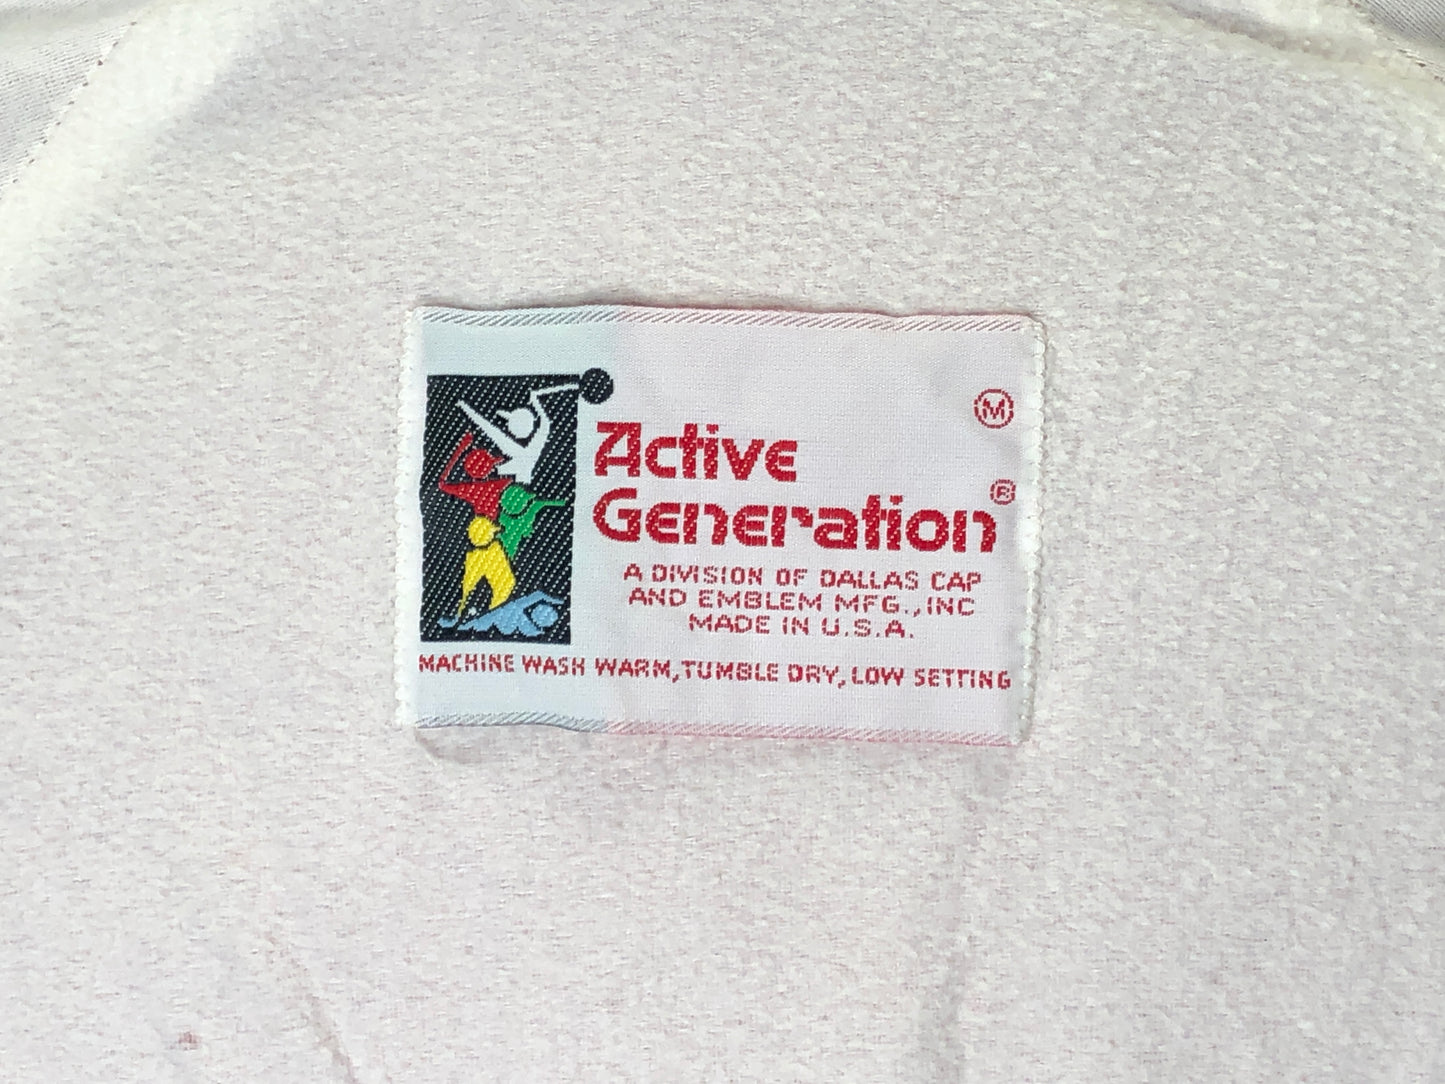 M
Active
Generation®
A DIVISION OF DALLAS CAP
AND EMBLEM MFG., INC
MADE IN U.S.A.
MACHINE WASH WARM, TUMBLE DRY, LOW SETTING